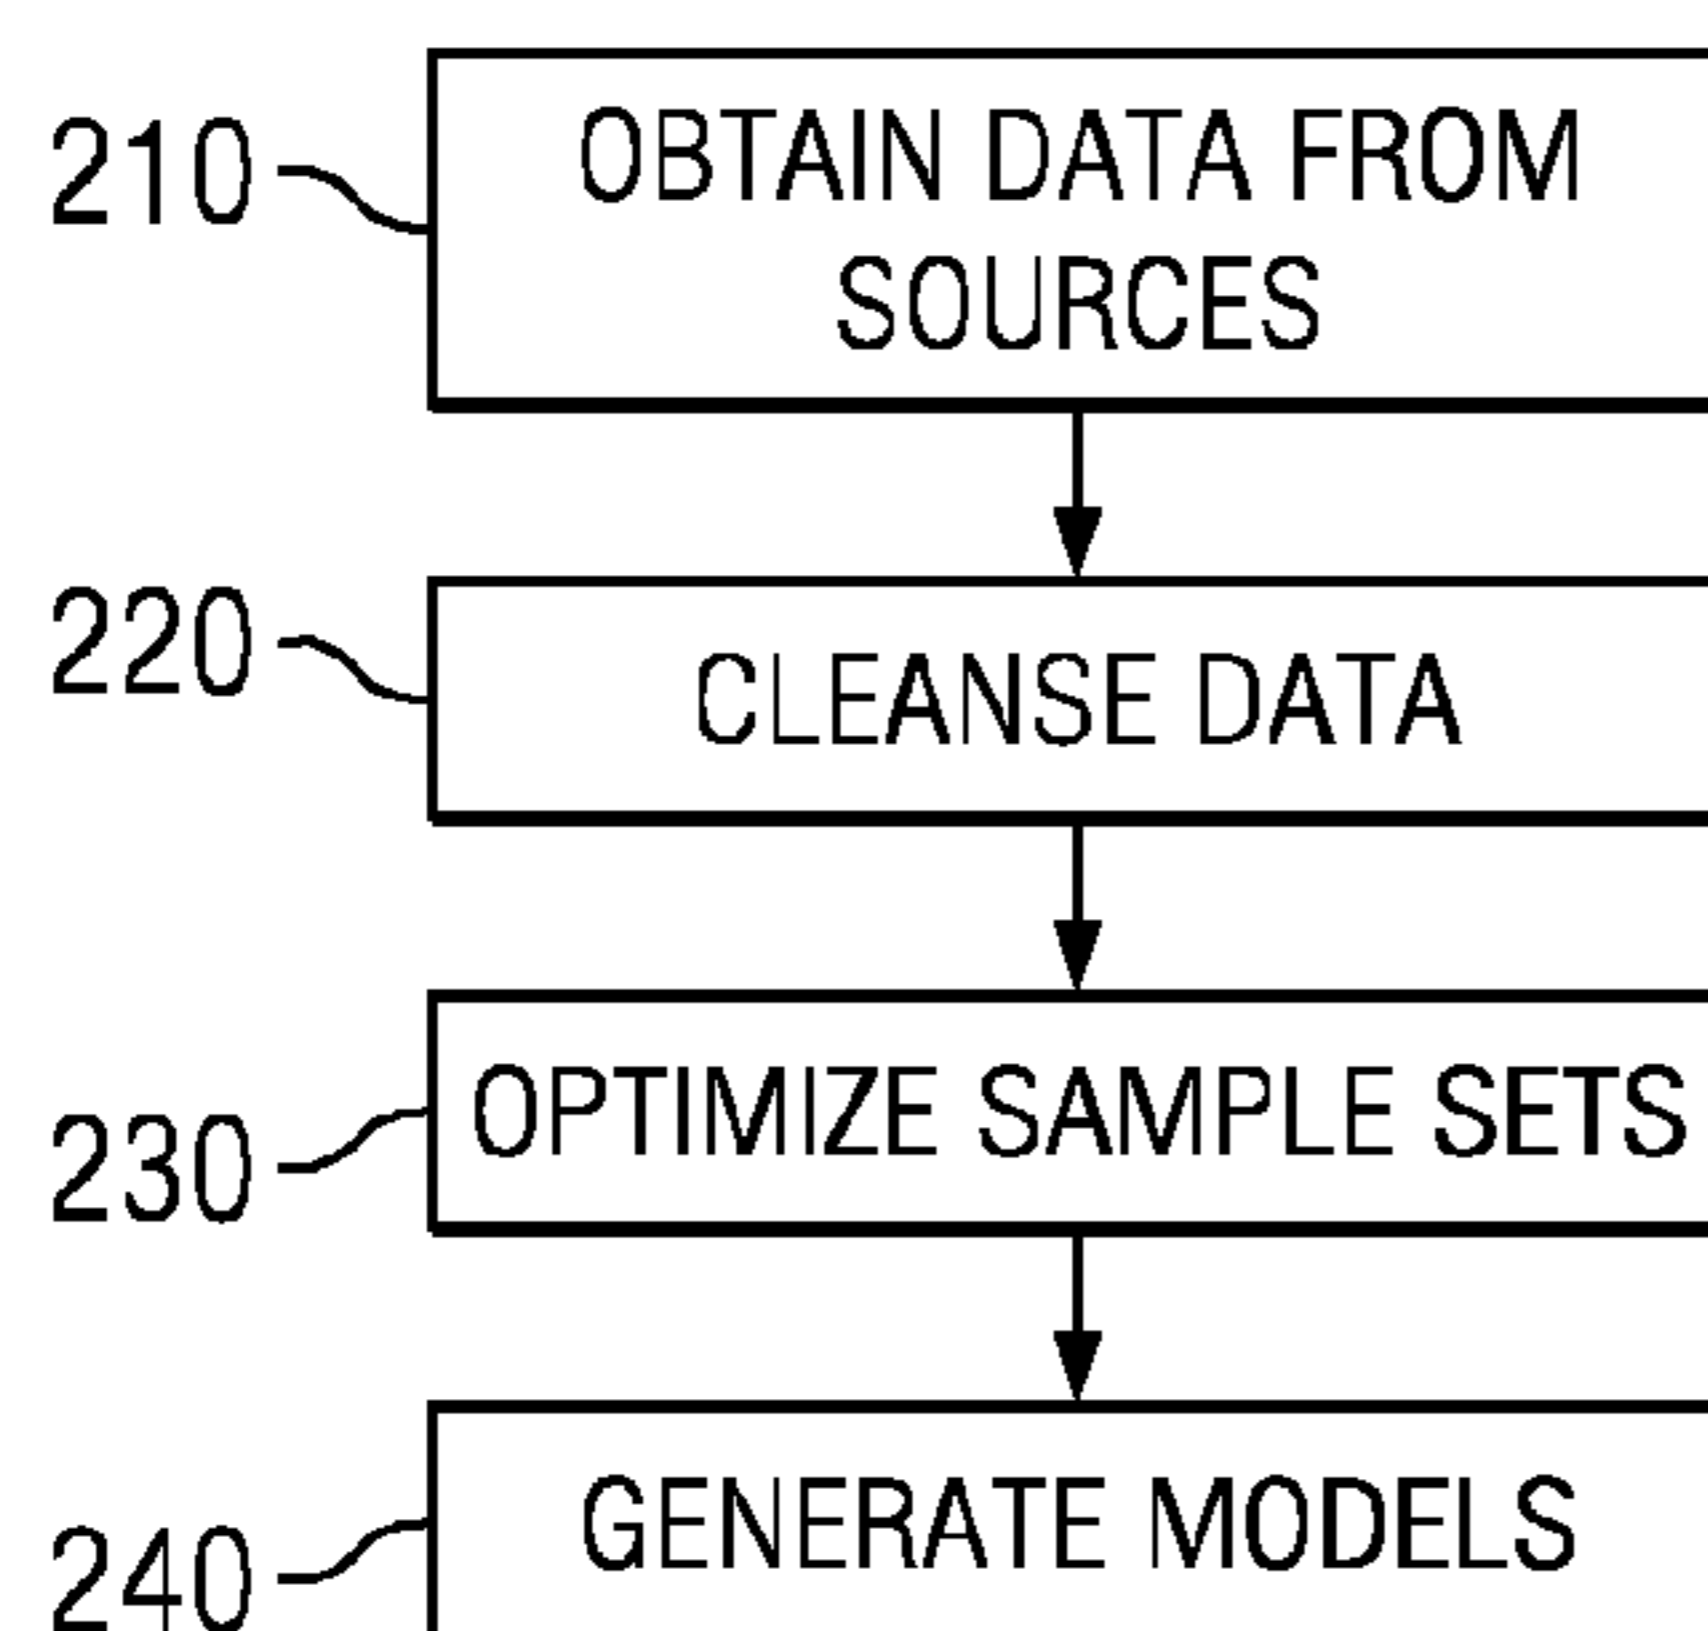 210
OBTAIN DATA FROM
SOURCES
220
CLEANSE DATA
230
OPTIMIZE SAMPLE SETS
240
GENERATE MODELS